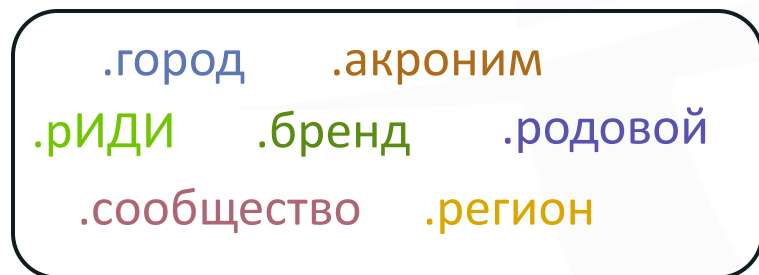 .город .акроним
.рИДИ .бренд .родовой
.сообщество .регион